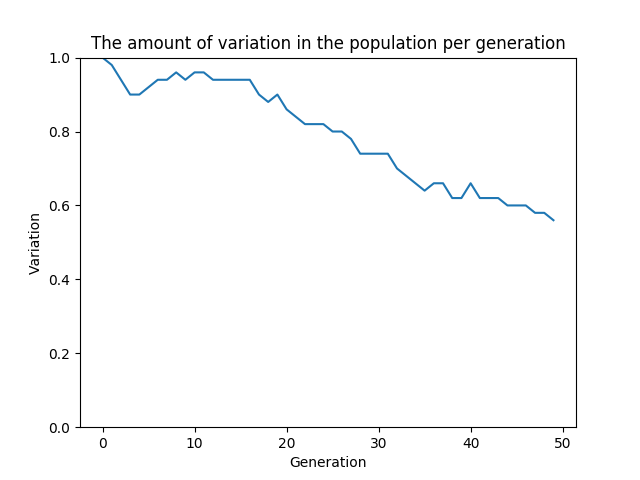 The amount of variation in the population per generation
1.0
0.8
0.6
0.4
0.2
0.0
Variation
0 10 20 30 40 50
Generation